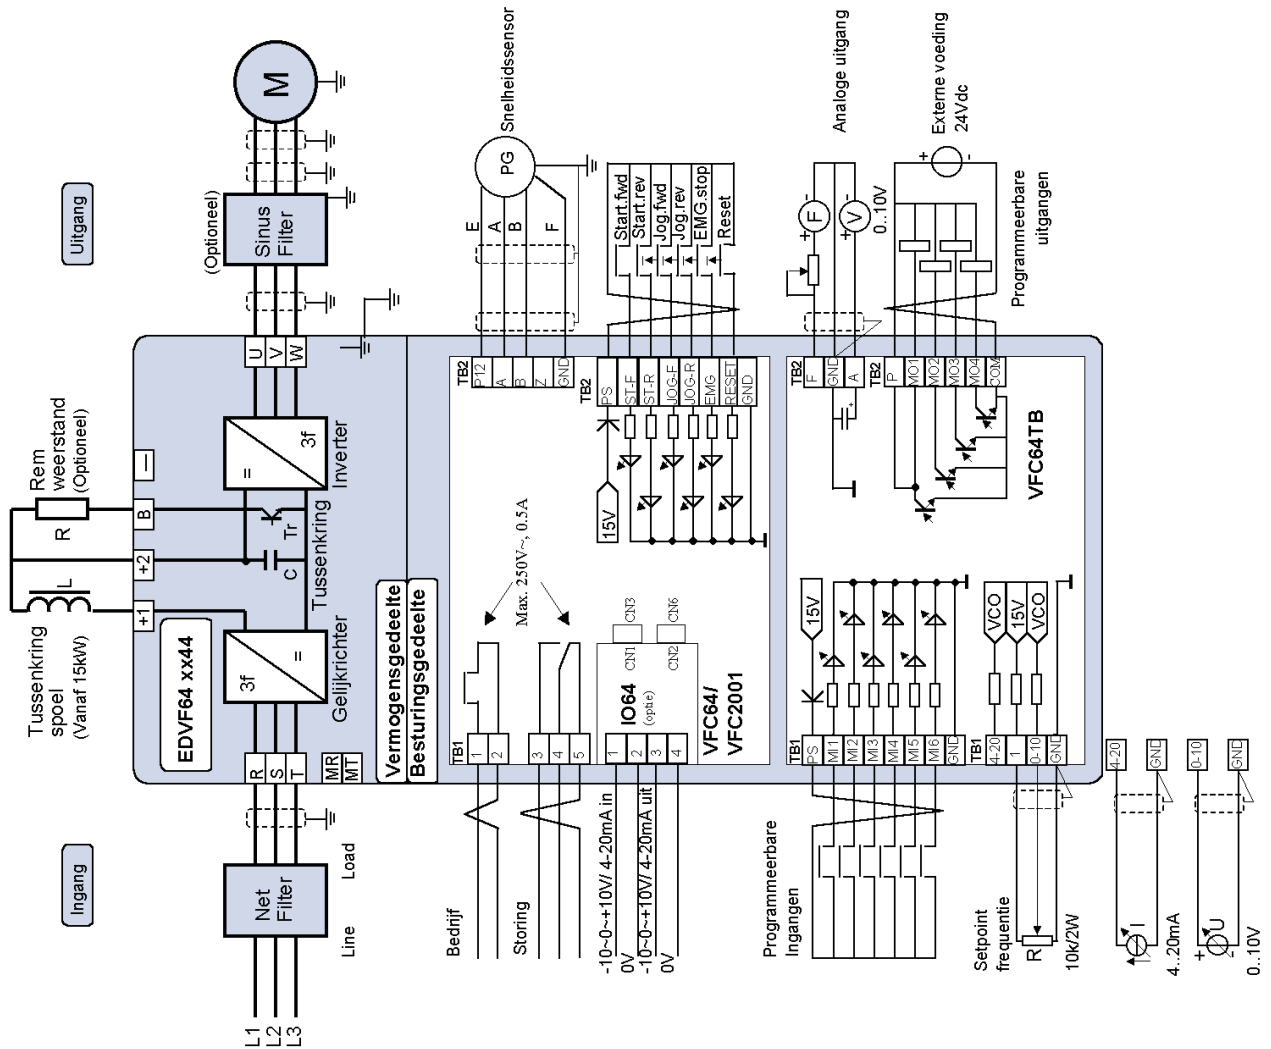 Ingang
Uitgang
L1
L2
L3
Line
Load
Net
Filter
R
S
T
MR
MT
EDVF64 xx44
Tussenkring
spoel
(Vanaf 15kW)
L
+1
+2
B
—
R
Rem
weerstand
(Optioneel)
3f
=
Gelijkrichter
C
Tr
Tussenkring
=
3f
Inverter
U
V
W
(Optioneel)
Sinus
Filter
M
Vermogensgedeelte
Besturingsgedeelte
Bedrijf
Storing
TB1
1
2
3
4
5
Max. 250V~, 0.5A
-10~0~+10V/ 4-20mA in
0V
-10~0~+10V/ 4-20mA uit
0V
1
2
3
4
IO64
(optie)
CN1
CN3
CN2
CN6
VFC64/
VFC2001
TB2
P12
A
B
Z
GND
E
A
B
F
PG
Snelheidssensor
TB2
PS
ST-F
ST-R
JOG-F
JOG-R
EMG
RESET
GND
15V
Start.fwd
Start.rev
Jog.fwd
Jog.rev
EMG.stop
Reset
Programmeerbare
Ingangen
TB1
PS
MI1
MI2
MI3
MI4
MI5
MI6
GND
15V
Setpoint
frequentie
R
10k/2W
TB1
4-20
1
0-10
GND
VCO
15V
VCO
VFC64TB
TB2
F
GND
A
+
+
F
-
+
V
-
0..10V
Analoge uitgang
TB2
P
MO1
MO2
MO3
MO4
COM
+
-
Externe voeding
24Vdc
Programmeerbare
uitgangen
4-20
GND
I
4..20mA
0-10
GND
+
-
U
0..10V